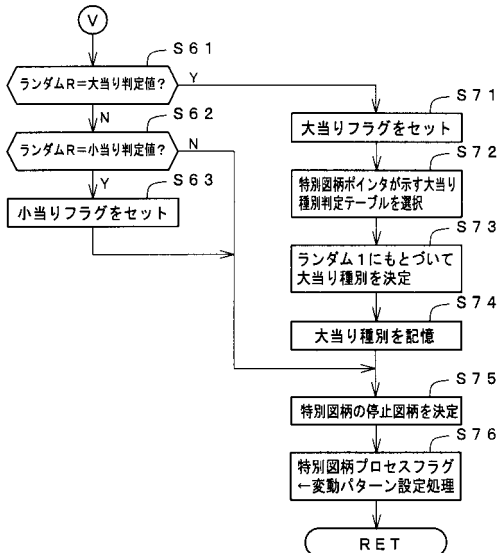 V
S61
ランダムR=大当り判定値?
Y
N
S62
ランダムR=小当り判定値?
N
Y
S63
小当りフラグをセット
S71
大当りフラグをセット
S72
特別図柄ポインタが示す大当り
種別判定テーブルを選択
S73
ランダム1にもとづいて
大当り種別を決定
S74
大当り種別を記憶
S75
特別図柄の停止図柄を決定
S76
特別図柄プロセスフラグ
←変動パターン設定処理
RET